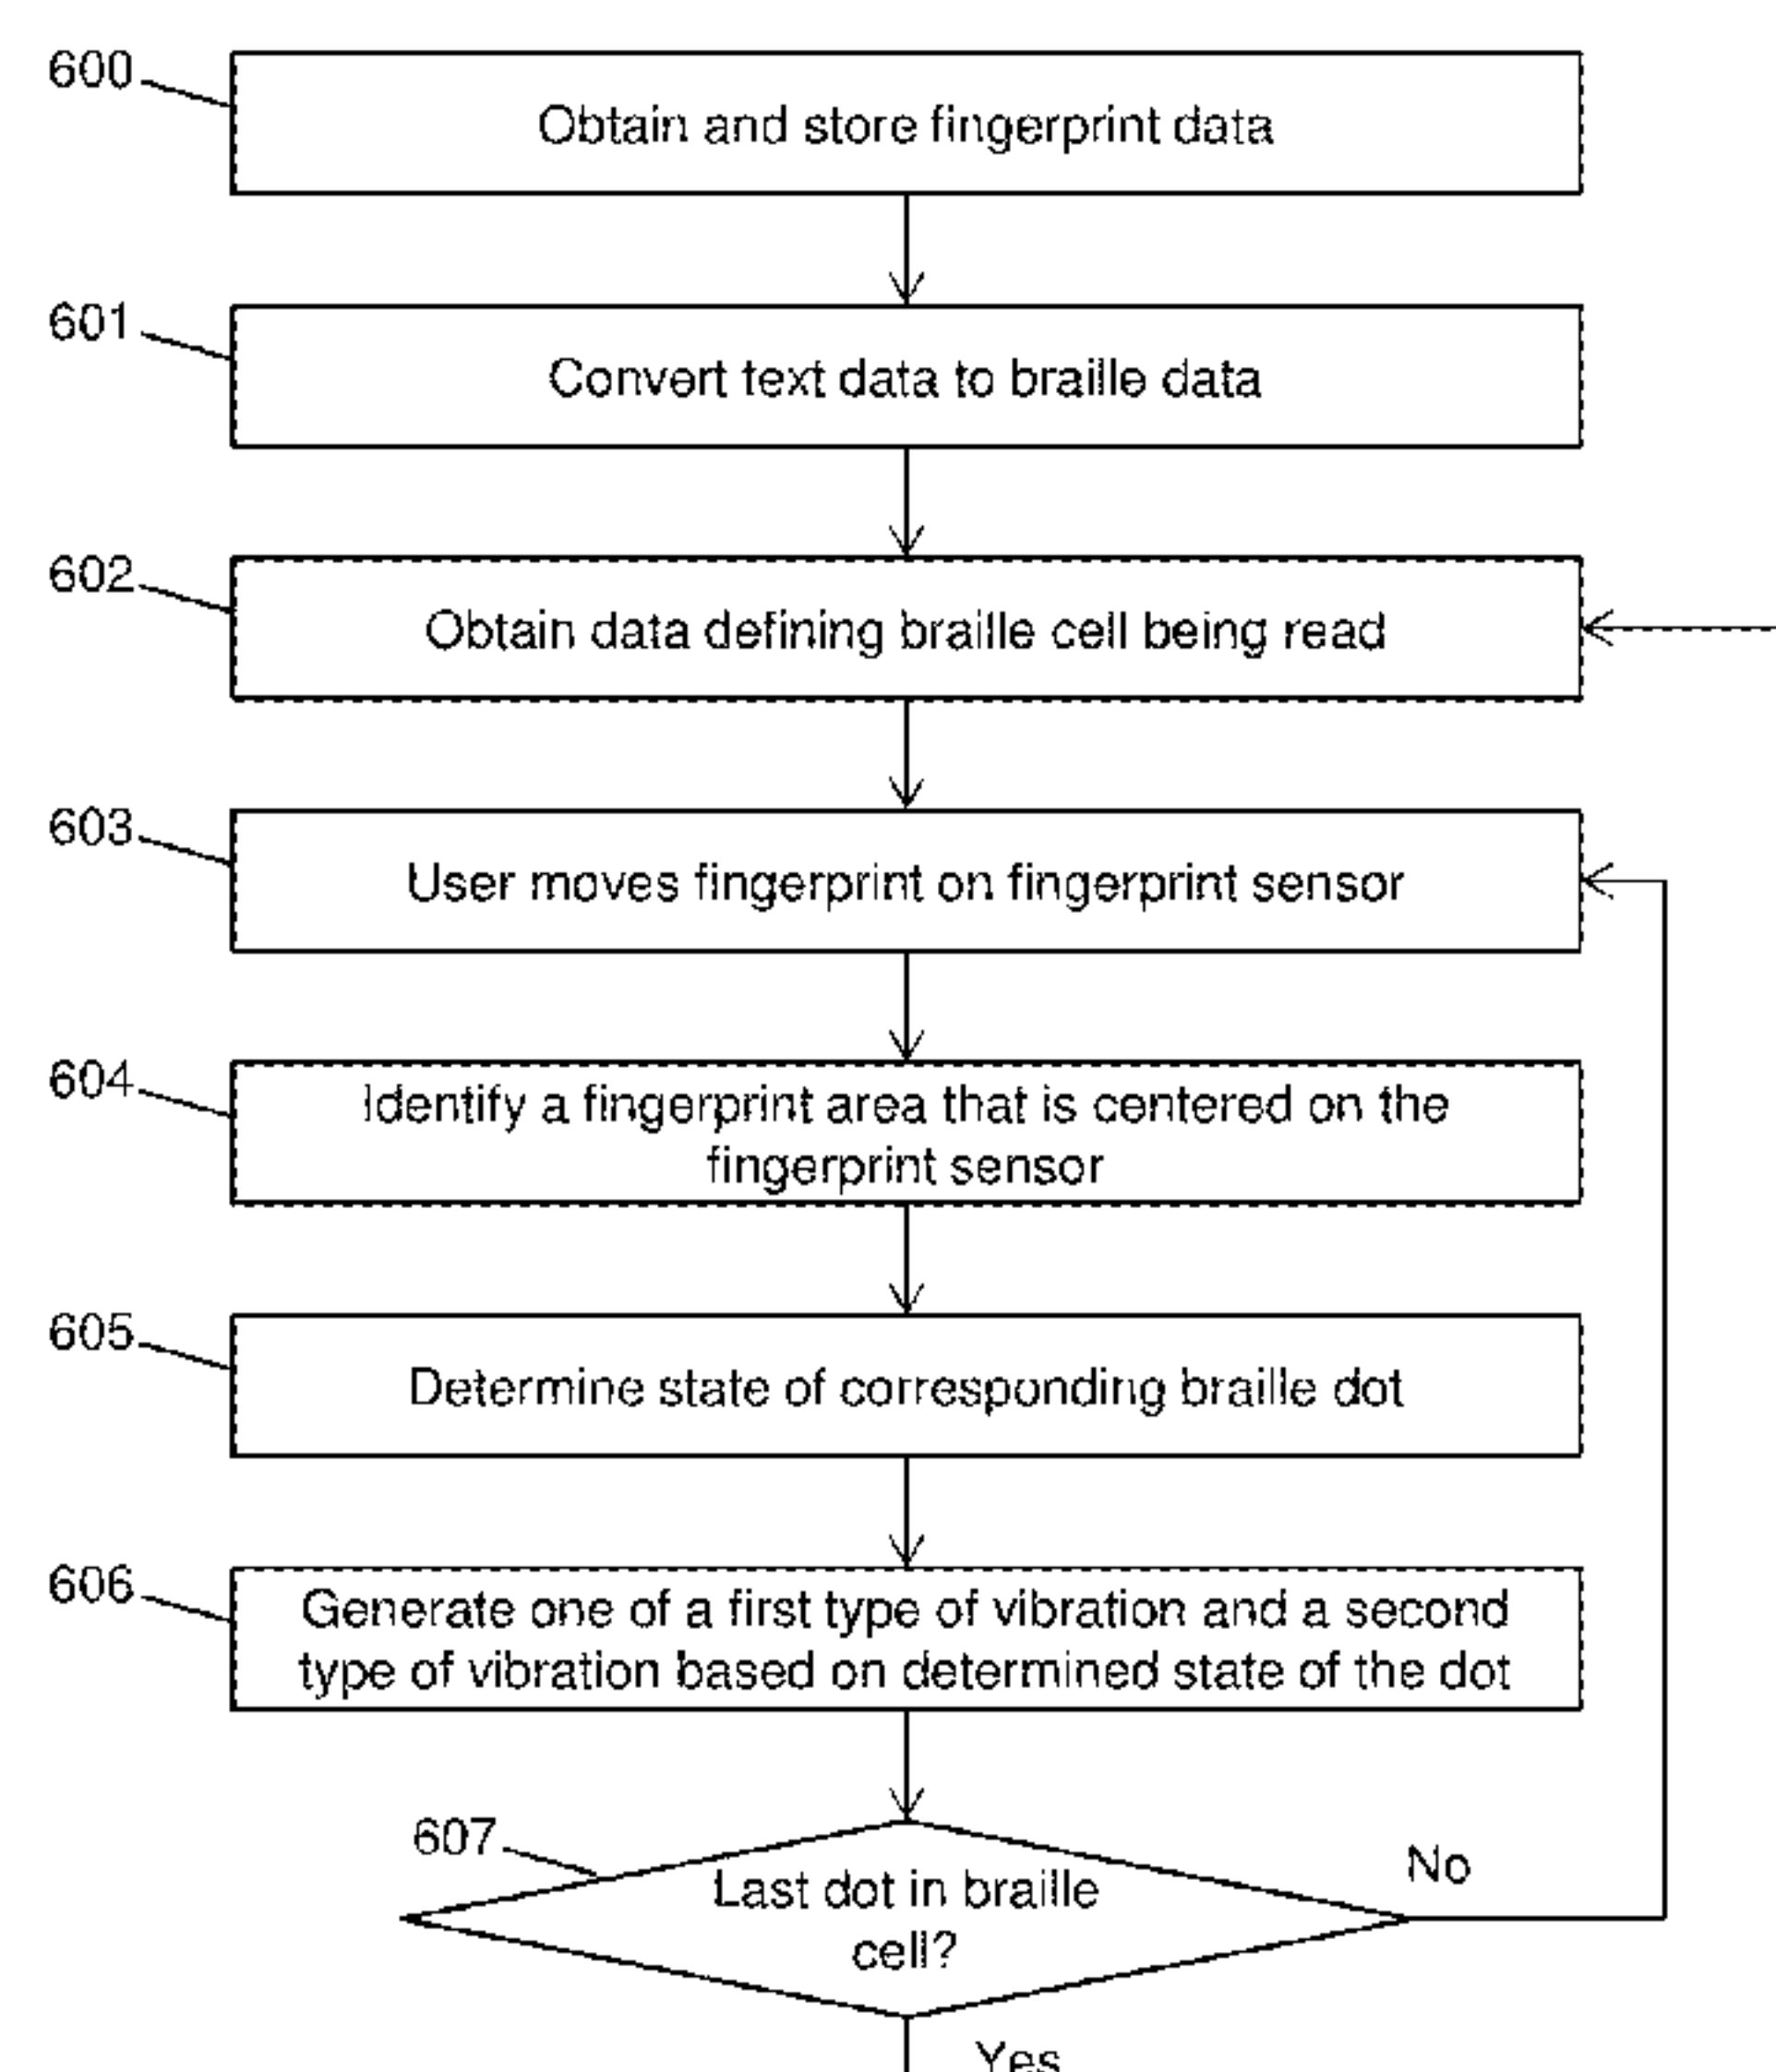 600
Obtain and store fingerprint data
601
Convert text data to braille data
602
Obtain data defining braille cell being read
603
User moves fingerprint on fingerprint sensor
604
Identify a fingerprint area that is centered on the
fingerprint sensor
605
Determine state of corresponding braille dot
606
Generate one of a first type of vibration and a second
type of vibration based on determined state of the dot
607
Last dot in braille
cell?
No
Yes